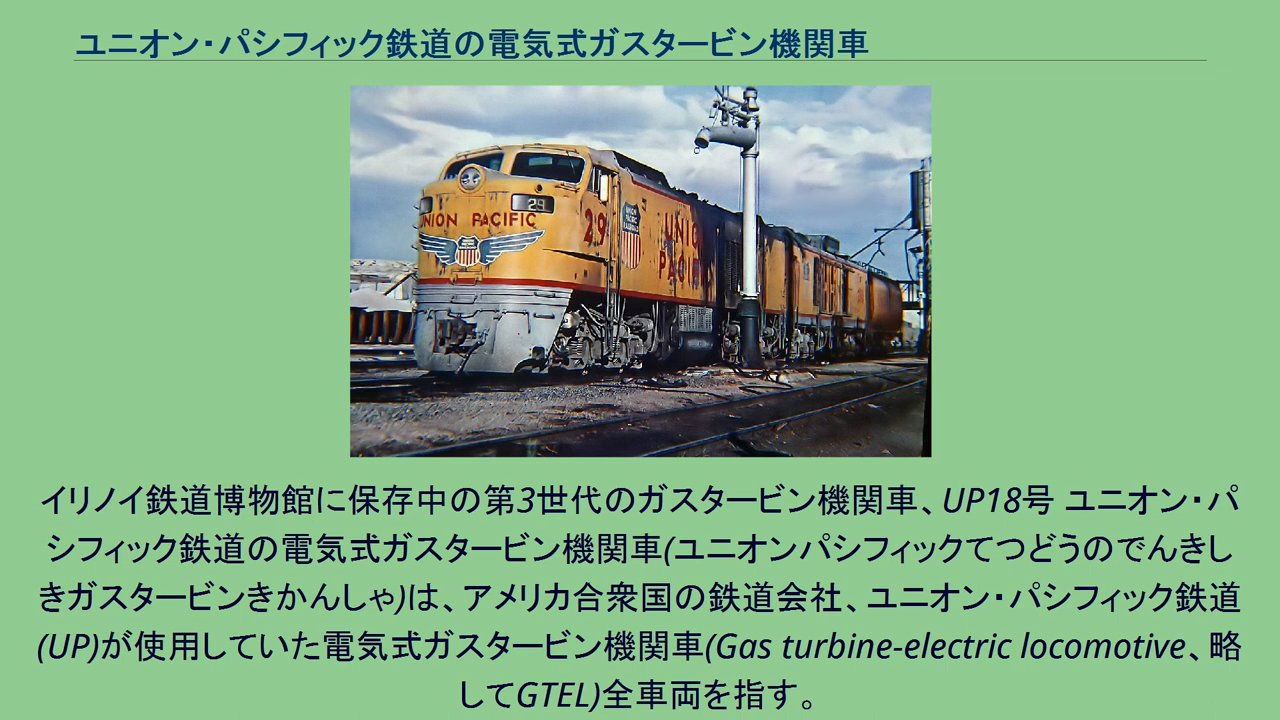 ユニオン・パシフィック鉄道の電気式ガスタービン機関車
29
UNION PACIFIC
29
UNION
PACIFIC
イリノイ鉄道博物館に保存中の第3世代のガスタービン機関車、UP18号 ユニオン・パ
シフィック鉄道の電気式ガスタービン機関車(ユニオンパシフィックてつどうのでんきし
きガスタービンきかんしゃ)は、アメリカ合衆国の鉄道会社、ユニオン・パシフィック鉄道
(UP)が使用していた電気式ガスタービン機関車(Gas turbine-electric locomotive、略
してGTEL)全車両を指す。